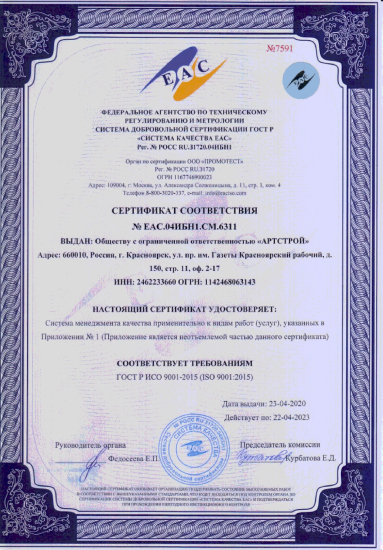 №7591
ЕАС
ФЕДЕРАЛЬНОЕ АГЕНТСТВО ПО ТЕХНИЧЕСКОМУ
РЕГУЛИРОВАНИЮ И МЕТРОЛОГИИ
СИСТЕМА ДОБРОВОЛЬНОЙ СЕРТИФИКАЦИИ ГОСТ Р
«СИСТЕМА КАЧЕСТВА ЕАС»
Рег. № РОСС RU.31720.04ИБН1
Орган по сертификации ООО «ПРОМОТЕСТ»
Рег. № РОСС RU.31720
ОГРН 1167746900023
Адрес: 109004, г. Москва, ул. Александра Солженицына, д. 11, стр. 1, ком. 4
Телефон 8-800-3020-137, e-mail:
СЕРТИФИКАТ СООТВЕТСТВИЯ
№ ЕАС.04ИБН1.СМ.6311
ВЫДАН: Обществу с ограниченной ответственностью «АРТСТРОЙ»
Адрес: 660010, Россия, г. Красноярск, ул. пр. им. Газеты Красноярский рабочий, д.
150, стр. 11, оф. 2-17
ИНН: 2462233660 ОГРН: 1142468063143
НАСТОЯЩИЙ СЕРТИФИКАТ УДОСТОВЕРЯЕТ:
Система менеджмента качества применительно к видам работ (услуг), указанных в
Приложении № 1 (Приложение является неотъемлемой частью данного сертификата)
СООТВЕТСТВУЕТ ТРЕБОВАНИЯМ
ГОСТ Р ИСО 9001-2015 (ISO 9001:2015)
Дата выдачи: 23-04-2020
Действует по: 22-04-2023
Руководитель органа
Председатель комиссии
Федосеева Е.П.
Курбатова Е.Д.
СИСТЕМА КАЧЕСТВА